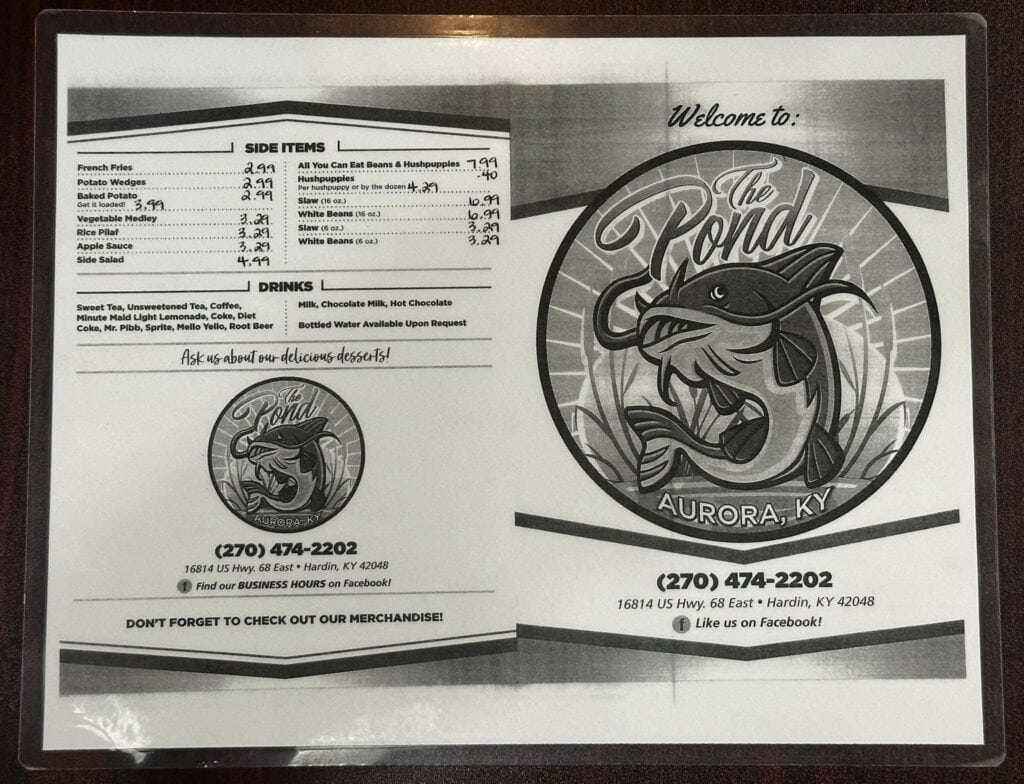 SIDE ITEMS
French Fries 2.99
Potato Wedges 2.99
Baked Potato 2.99
Get it loaded! 3.99
Vegetable Medley 3.29
Rice Pilaf 3.29
Apple Sauce 3.29
Side Salad 4.99
All You Can Eat Beans & Hushpuppies 7.99
Hushpuppies .40
Per hushpuppy or by the dozen 4.29
Slaw (16 oz.) 6.99
White Beans (16 oz.) 6.99
Slaw (6 oz.) 3.29
White Beans (6 oz.) 3.29
DRINKS
Sweet Tea, Unsweetened Tea, Coffee,
Minute Maid Light Lemonade, Coke, Diet
Coke, Mr. Pibb, Sprite, Mello Yello, Root Beer
Milk, Chocolate Milk, Hot Chocolate
Bottled Water Available Upon Request
Ask us about our delicious desserts!
The
Pond
AURORA, KY
(270) 474-2202
16814 US Hwy. 68 East • Hardin, KY 42048
f Find our BUSINESS HOURS on Facebook!
DON'T FORGET TO CHECK OUT OUR MERCHANDISE!
Welcome to:
The
Pond
AURORA, KY
(270) 474-2202
16814 US Hwy. 68 East • Hardin, KY 42048
f Like us on Facebook!